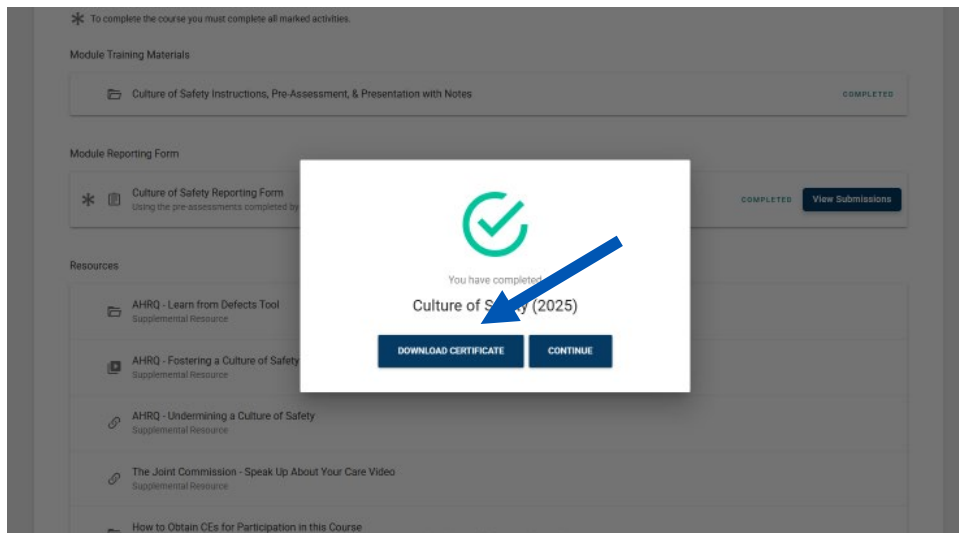 To complete the course you must complete all marked activities.
Module Training Materials
Culture of Safety Instructions, Pre-Assessment, & Presentation with Notes
COMPLETED
Module Reporting Form
Culture of Safety Reporting Form
Using the pre-assessments completed by
COMPLETED
View Submissions
You have completed
Culture of S ty (2025)
DOWNLOAD CERTIFICATE
CONTINUE
Resources
AHRQ - Learn from Defects Tool
Supplemental Resource
AHRQ - Fostering a Culture of Safety
Supplemental Resource
AHRQ - Undermining a Culture of Safety
Supplemental Resource
The Joint Commission - Speak Up About Your Care Video
Supplemental Resource
How to Obtain CEs for Participation in this Course